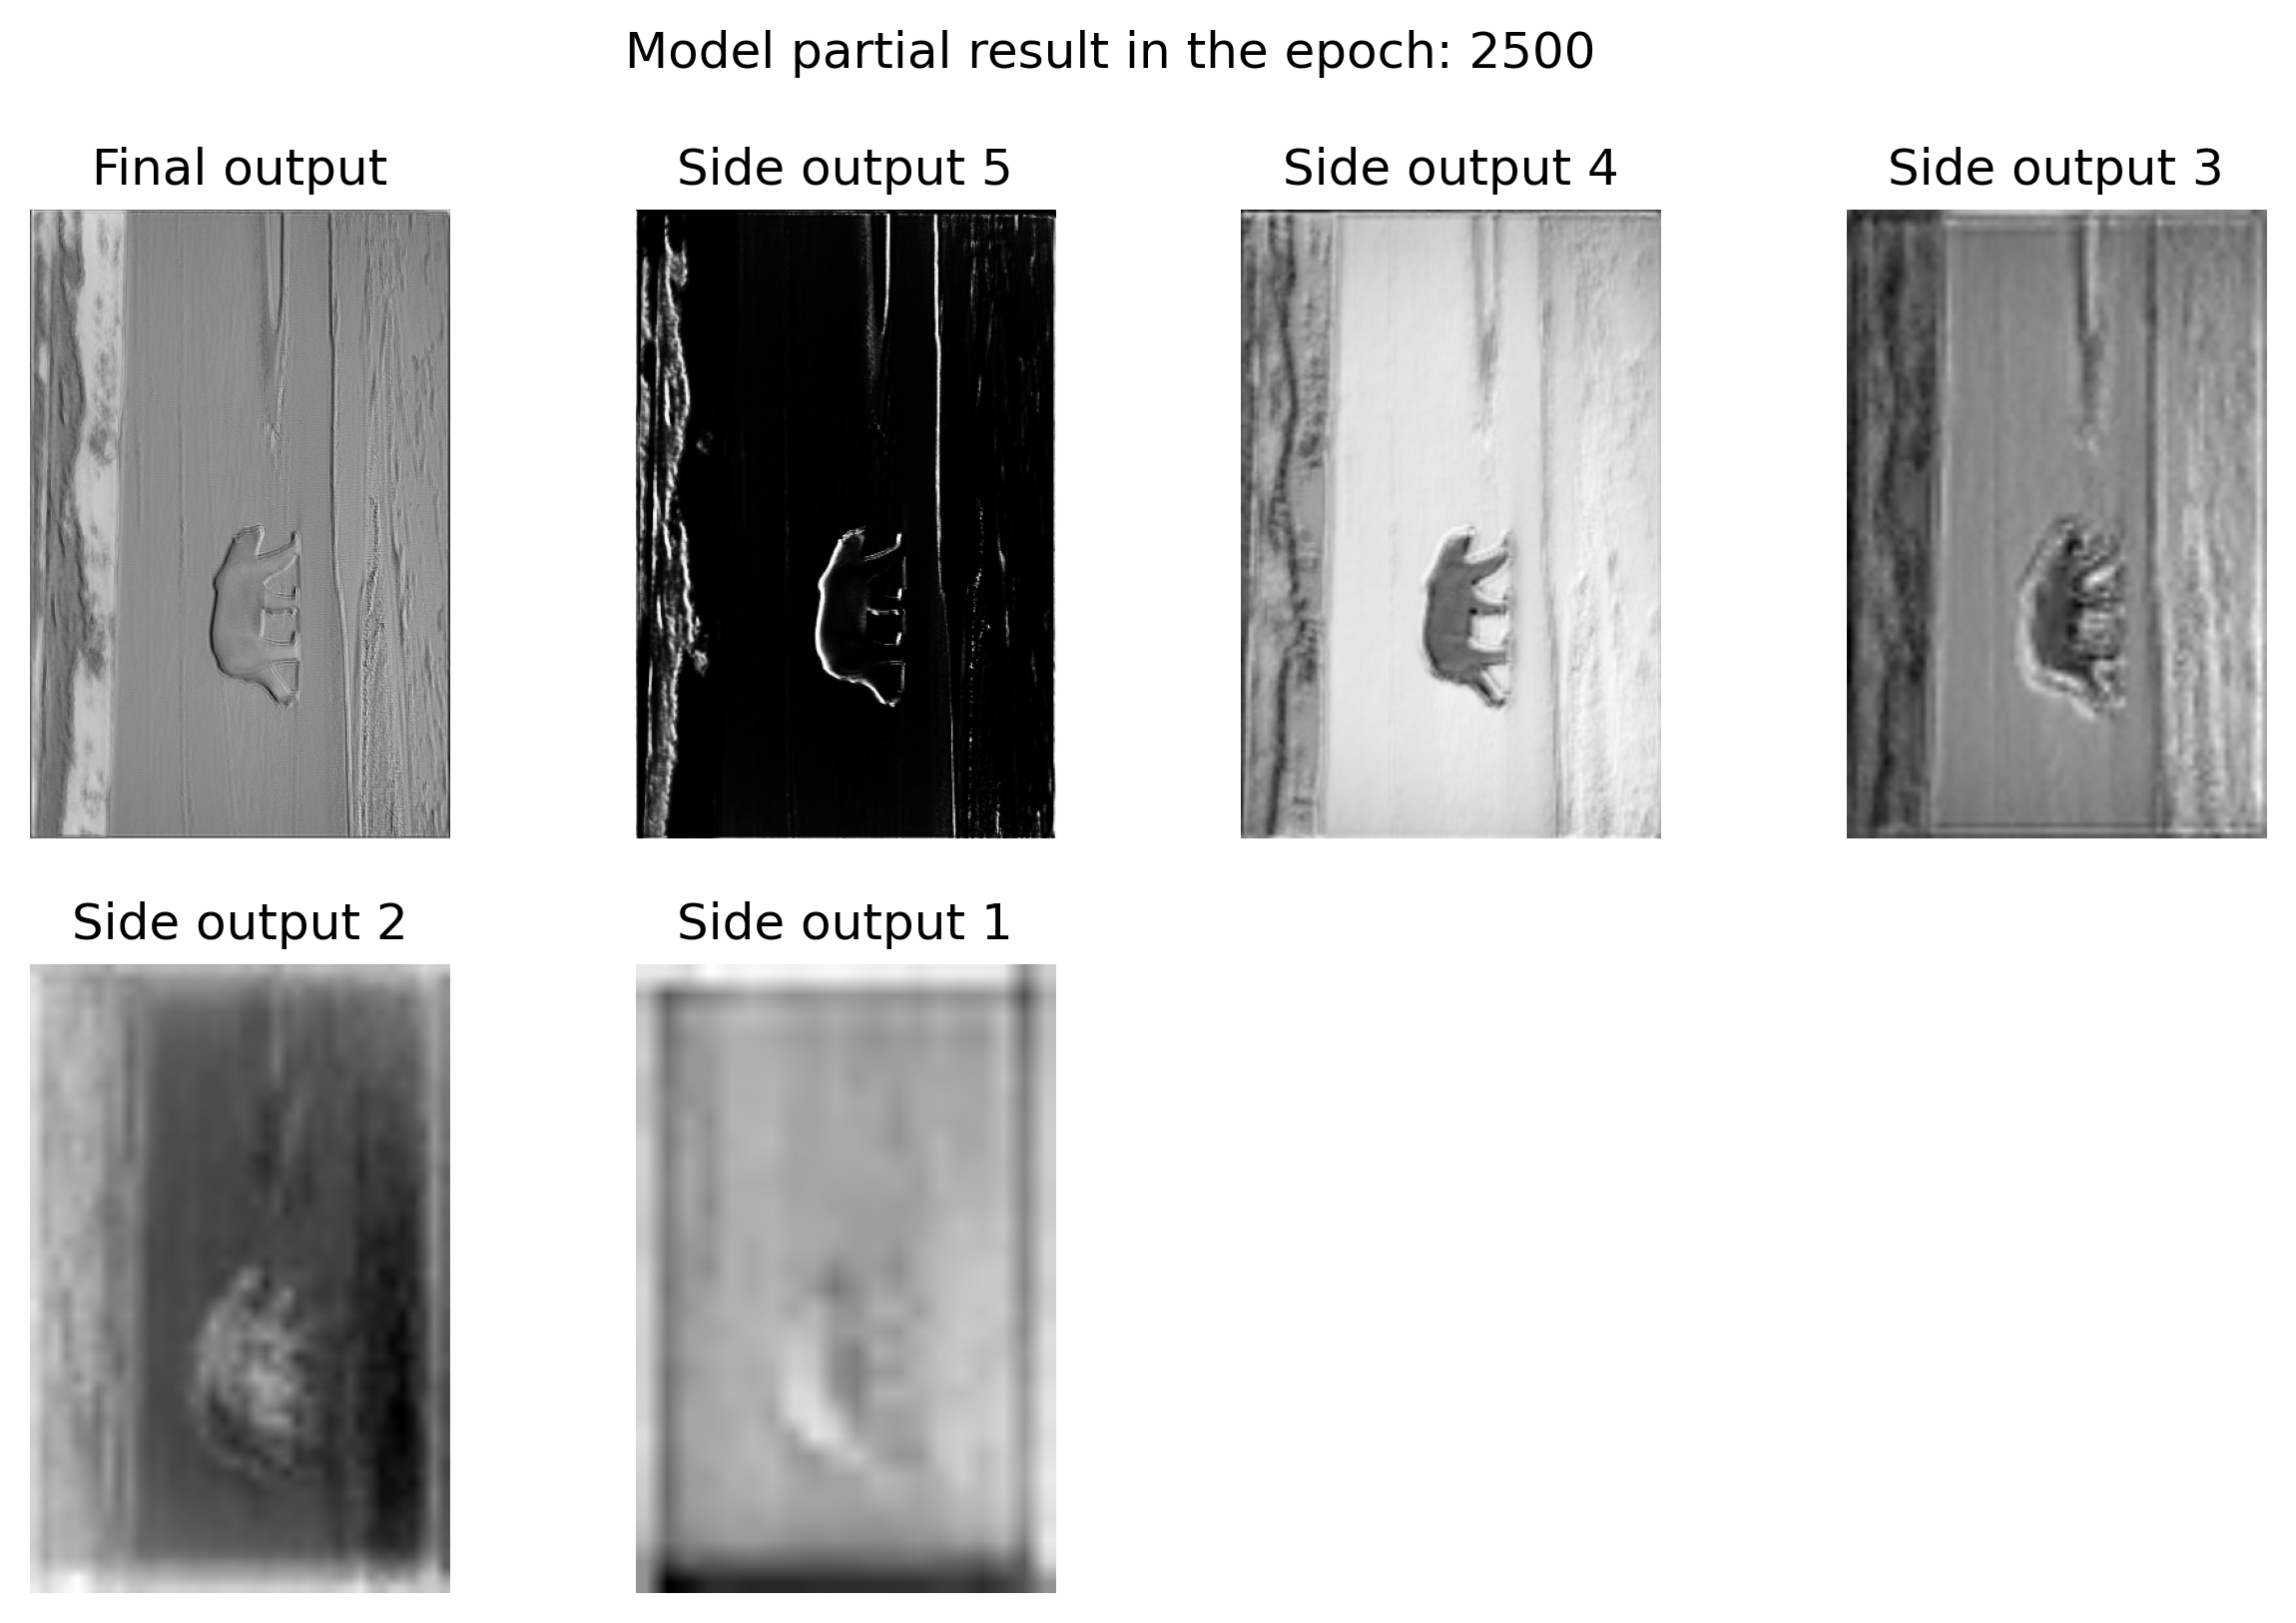 Model partial result in the epoch: 2500
Final output
Side output 5
Side output 4
Side output 3
Side output 2
Side output 1